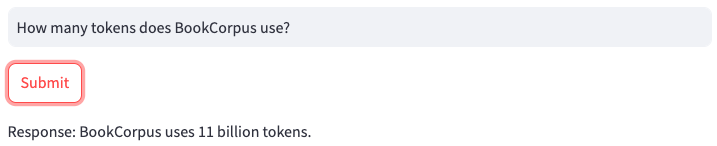 How many tokens does BookCorpus use?
Submit
Response: BookCorpus uses 11 billion tokens.